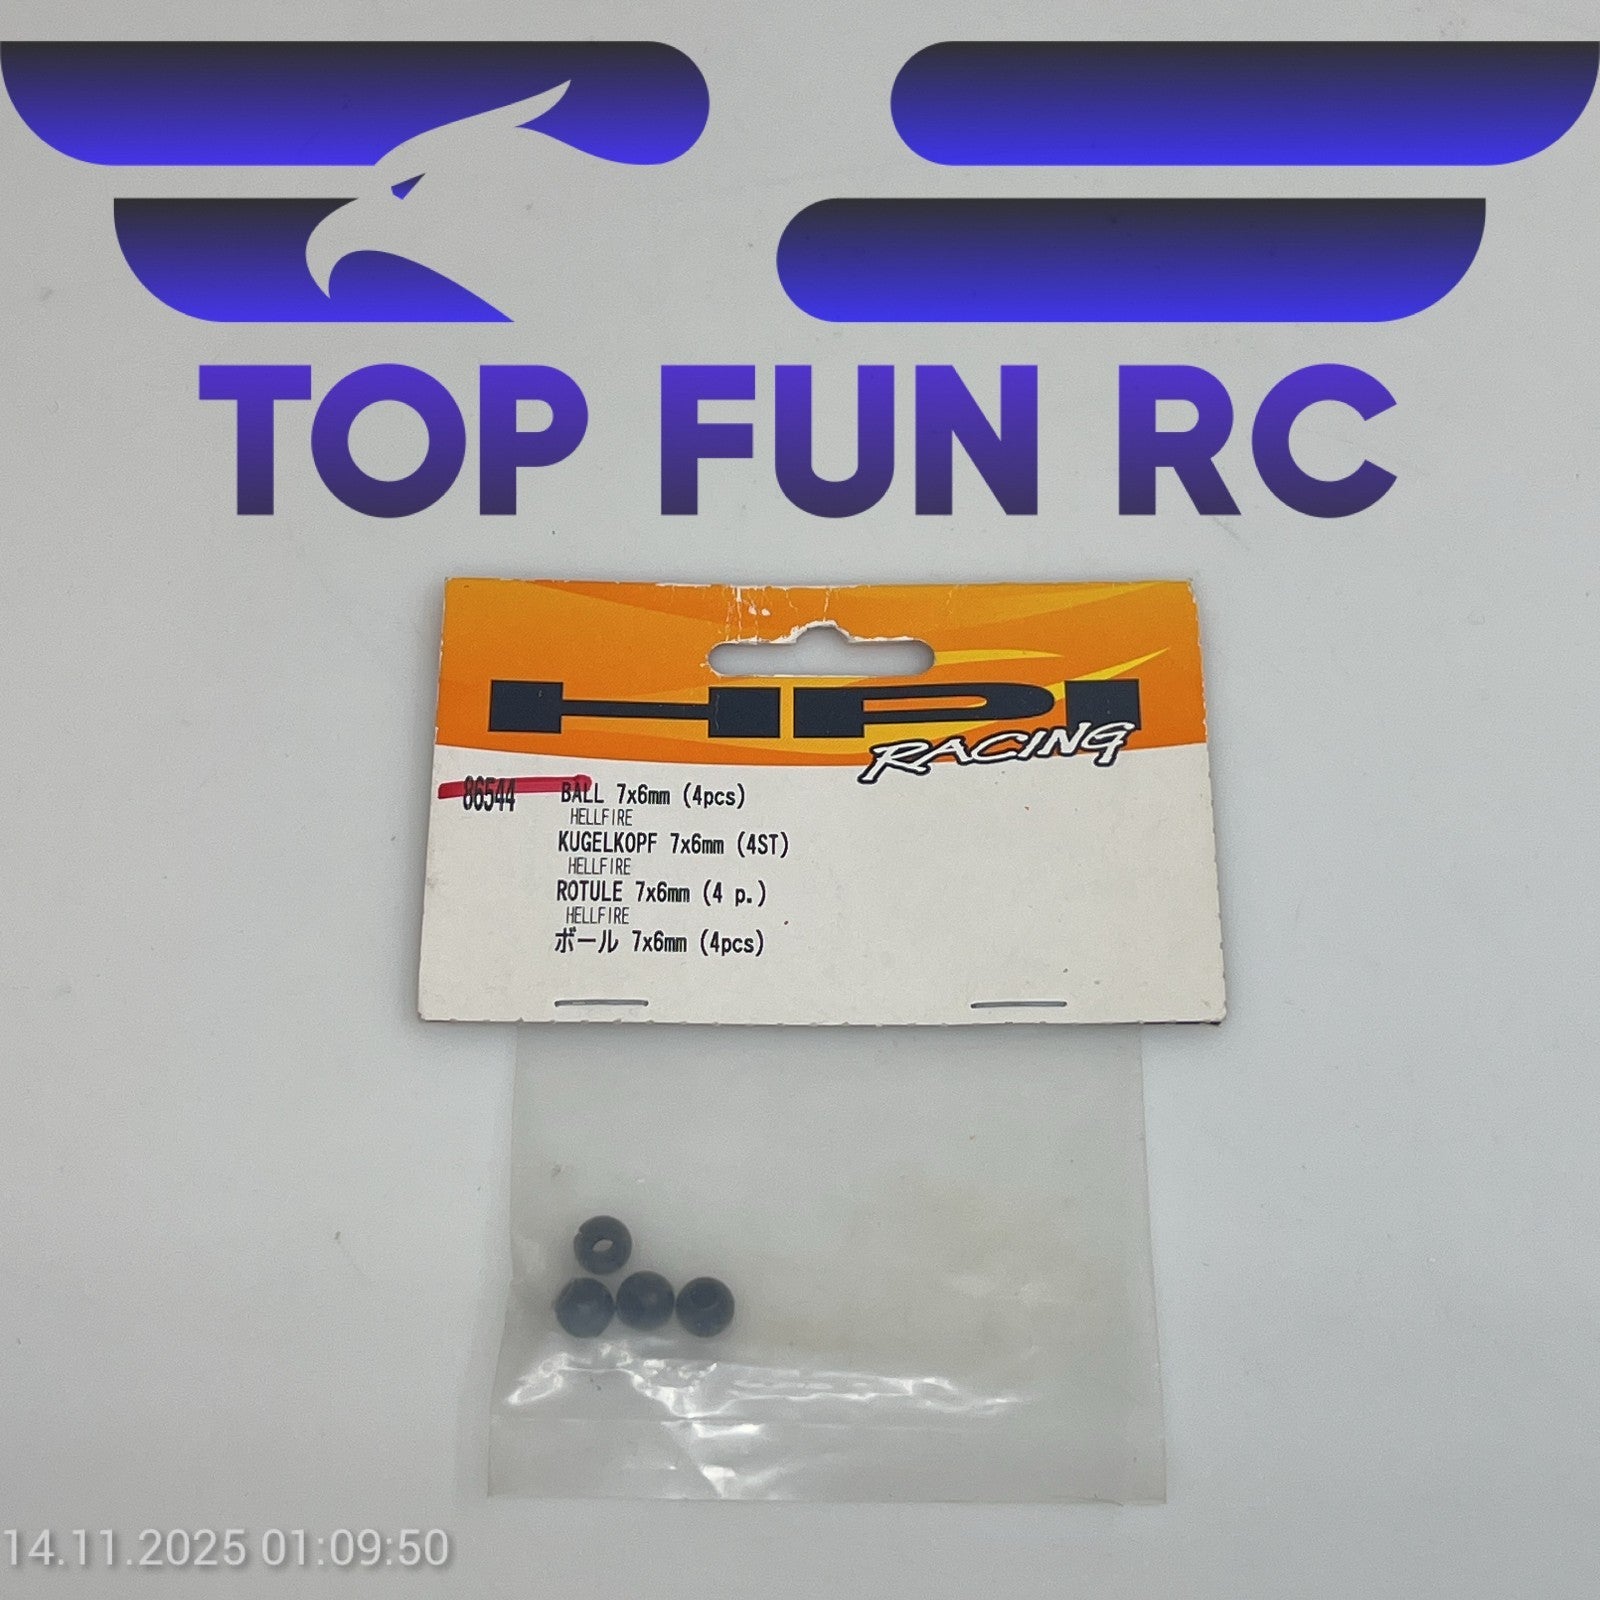 TOP FUN RC
HPI
RACING
86544 BALL 7x6mm (4pcs)
HELLFIRE
KUGELKOPF 7x6mm (4ST)
HELLFIRE
ROTULE 7x6mm (4 p.)
HELLFIRE
ボール 7x6mm (4pcs)
14.11.2025 01:09:50